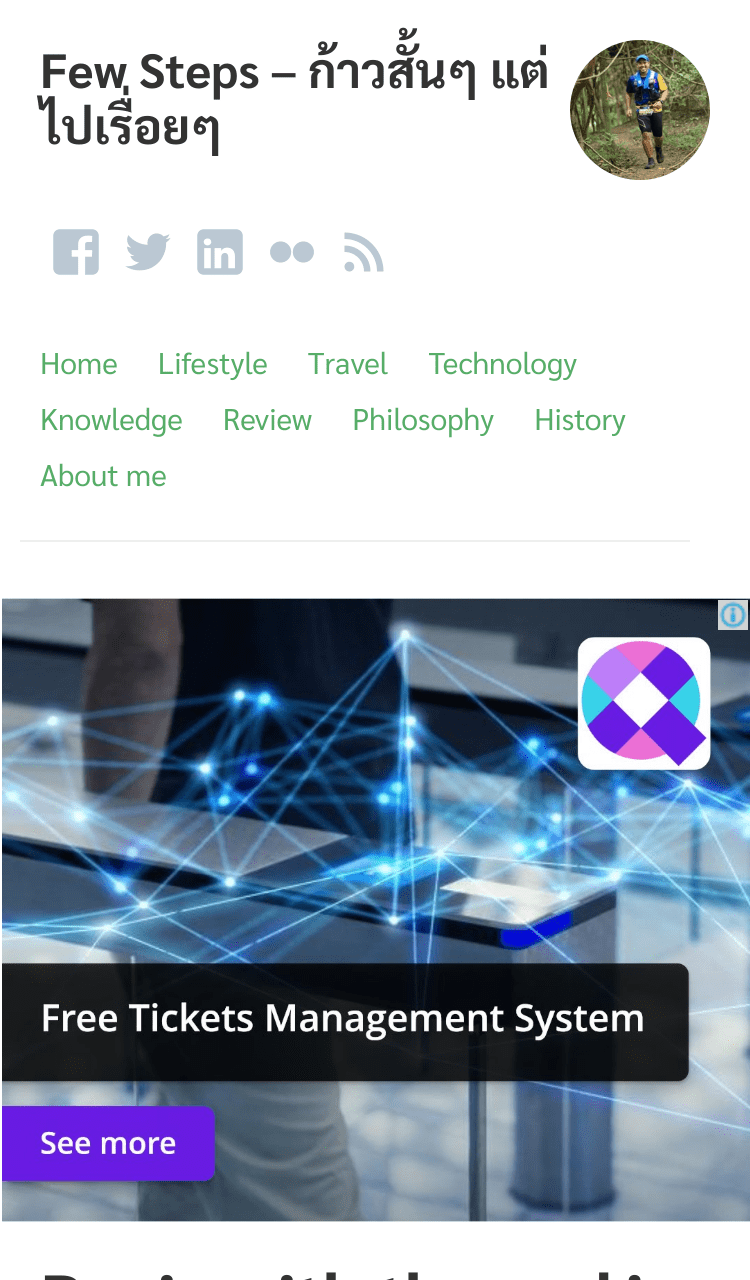 Few Steps – ก้าวสั้นๆ แต่
ไปเรื่อยๆ
Home Lifestyle Travel Technology
Knowledge Review Philosophy History
About me
Free Tickets Management System
See more